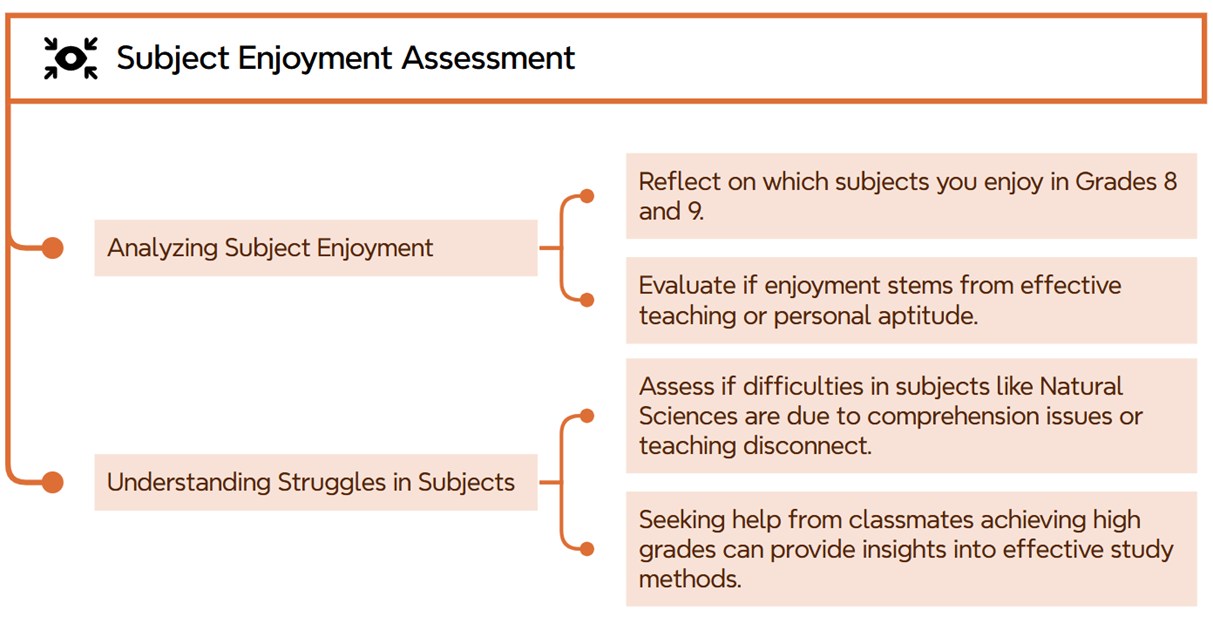 Subject Enjoyment Assessment
Analyzing Subject Enjoyment
Reflect on which subjects you enjoy in Grades 8
and 9.
Evaluate if enjoyment stems from effective
teaching or personal aptitude.
Understanding Struggles in Subjects
Assess if difficulties in subjects like Natural
Sciences are due to comprehension issues or
teaching disconnect.
Seeking help from classmates achieving high
grades can provide insights into effective study
methods.